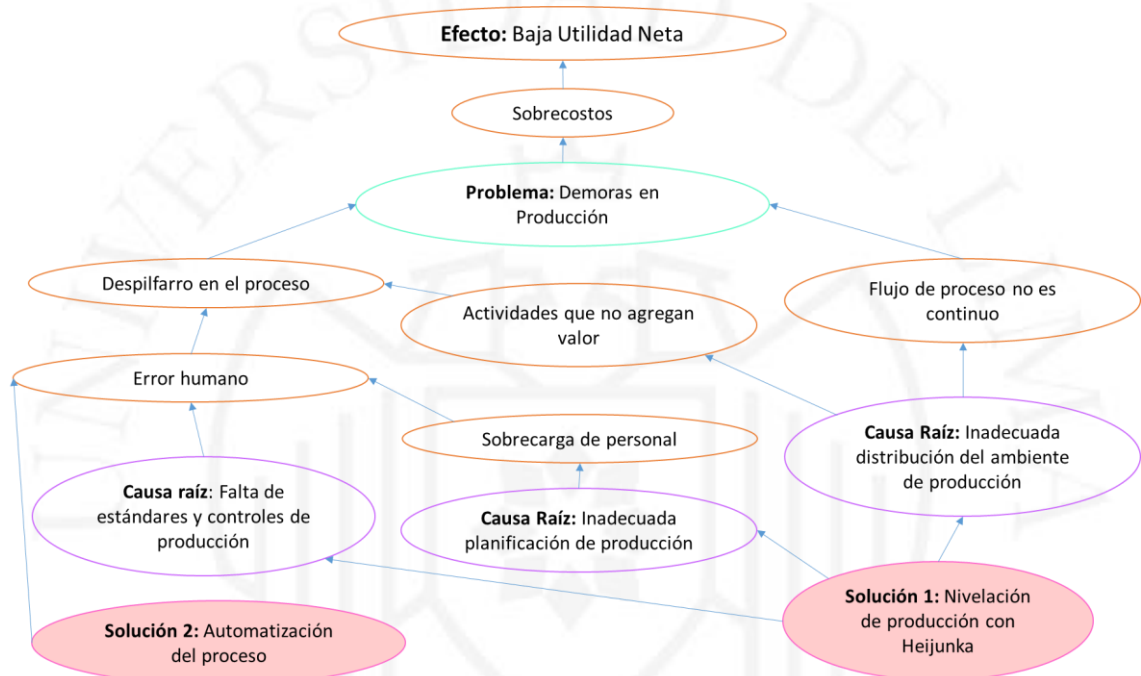 Efecto: Baja Utilidad Neta
Sobrecostos
Problema: Demoras en
Producción
Despilfarro en el proceso
Actividades que no agregan
valor
Flujo de proceso no es
continuo
Error humano
Sobrecarga de personal
Causa Raíz: Inadecuada
distribución del ambiente
de producción
Causa raíz: Falta de
estándares y controles de
producción
Causa Raíz: Inadecuada
planificación de producción
Solución 1: Nivelación
de producción con
Heijunka
Solución 2: Automatización
del proceso
UNIVERSIDAD DE LIMA